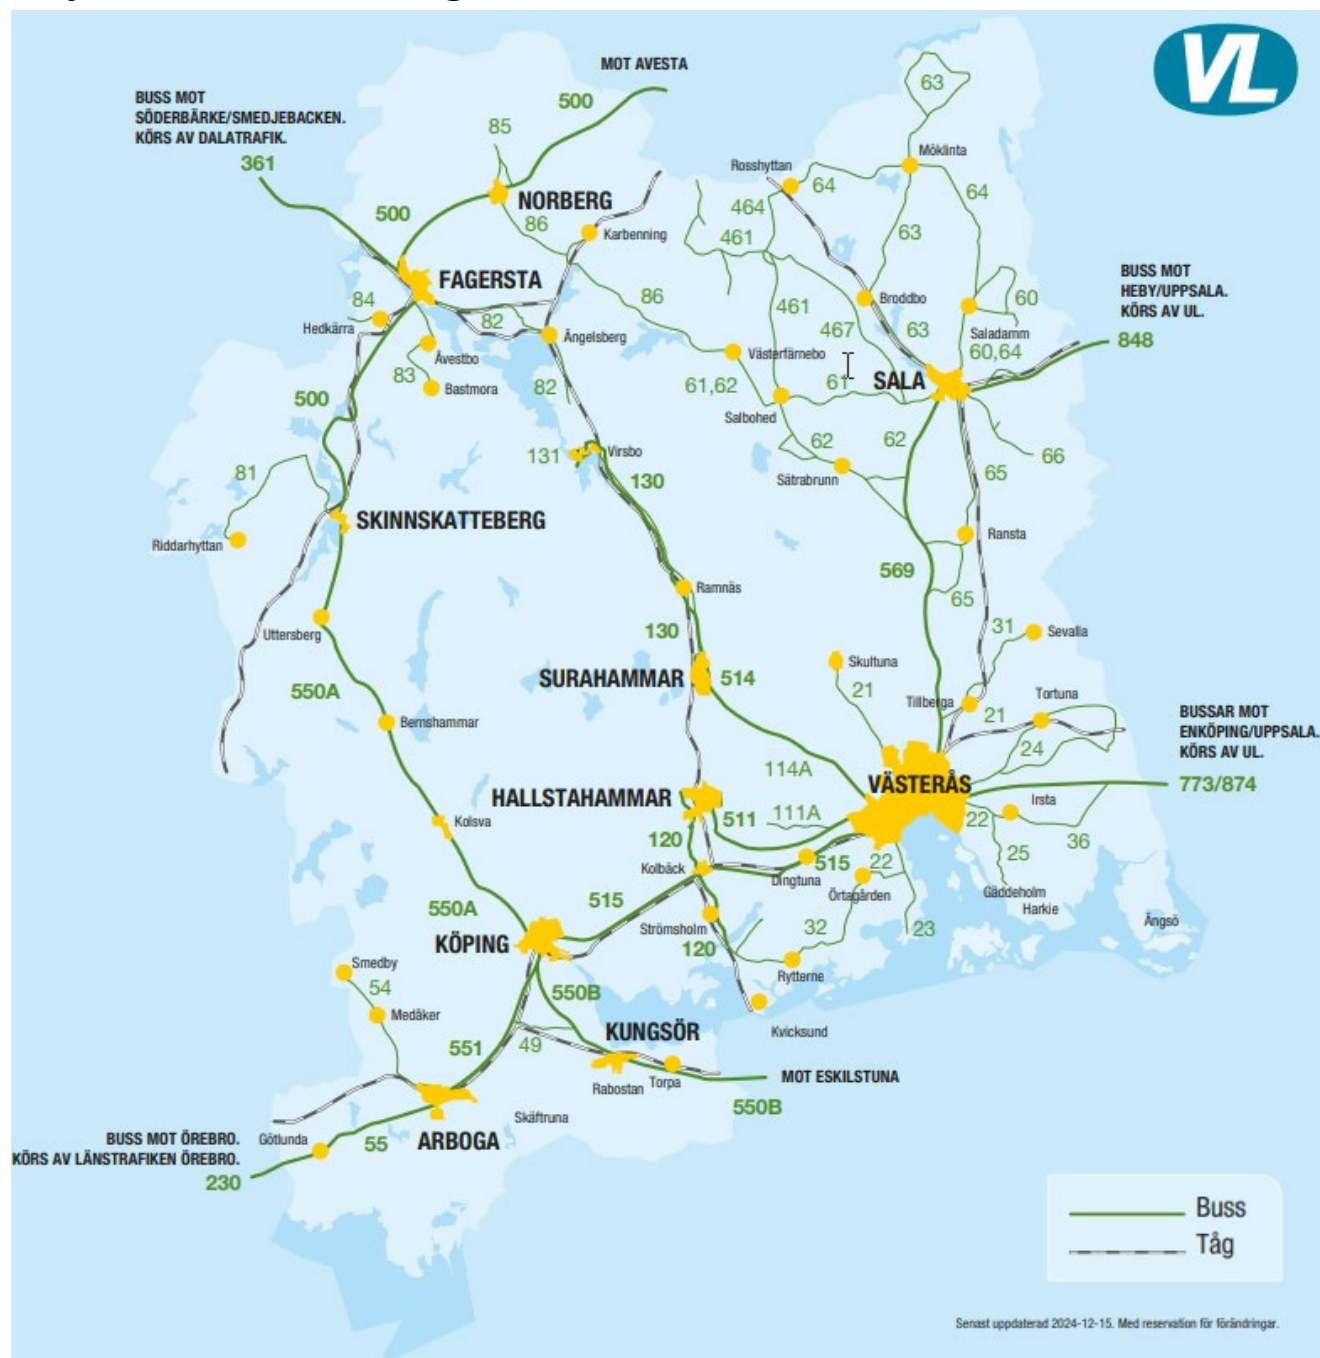 VL
MOT AVESTA
500
BUSS MOT
SÖDERBÄRKE/SMEDJEBACKEN.
KÖRS AV DALATRAFIK.
361
85
63
Möklinta
Rosshyttan
64
64
NORBERG
500
86
464
461
63
Karbenning
FAGERSTA
BUSS MOT
HEBY/UPPSALA.
KÖRS AV UL.
848
84
86
461
Broddbo
60
Hedkärra
82
Ängelsberg
467
63
Saladamm
60,64
Västerfärnebo
Åvestbo
83
Bastmora
82
61,62
61
SALA
500
Salbohed
62
62
66
131
Virsbo
130
81
Sätrabrunn
65
SKINNSKATTEBERG
Riddarhyttan
Ransta
569
Ramnäs
65
130
31
Sevalla
Uttersberg
SURAHAMMAR
514
Skultuna
21
550A
Tillberga
Tortuna
21
Bernshammar
24
BUSSAR MOT
ENKÖPING/UPPSALA.
KÖRS AV UL.
773/874
114A
VÄSTERÅS
HALLSTAHAMMAR
511
111A
Irsta
22
Kolsva
120
36
25
Kolbäck
515
22
Dingtuna
Örtagården
Gäddeholm
Harkie
550A
515
Strömsholm
32
23
Ängsö
KÖPING
120
Smedby
54
Rytterne
550B
Medåker
Kvicksund
KUNGSÖR
551
49
Torpa
Rabostan
MOT ESKILSTUNA
550B
Skäftruna
BUSS MOT ÖREBRO.
KÖRS AV LÄNSTRAFIKEN ÖREBRO.
230
Götlunda
55
ARBOGA
Buss
Tåg
Senast uppdaterad 2024-12-15. Med reservation för förändringar.